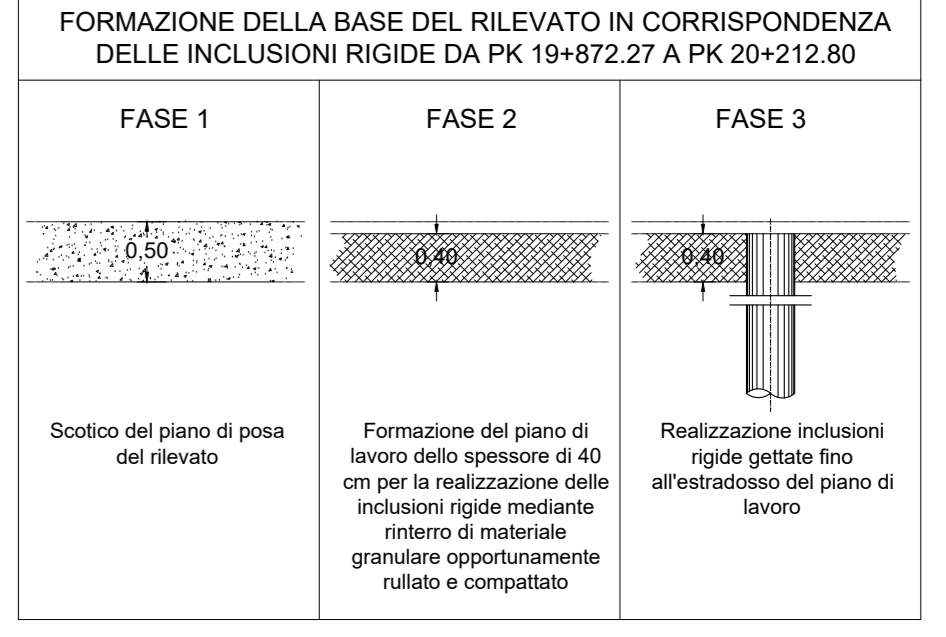 FORMAZIONE DELLA BASE DEL RILEVATO IN CORRISPONDENZA
DELLE INCLUSIONI RIGIDE DA PK 19+872.27 A PK 20+212.80
FASE 1
0,50
Scotico del piano di posa
del rilevato
FASE 2
0,40
Formazione del piano di
lavoro dello spessore di 40
cm per la realizzazione delle
inclusioni rigide mediante
rinterro di materiale
granulare opportunamente
rullato e compattato
FASE 3
0,40
Realizzazione inclusioni
rigide gettate fino
all'estradosso del piano di
lavoro